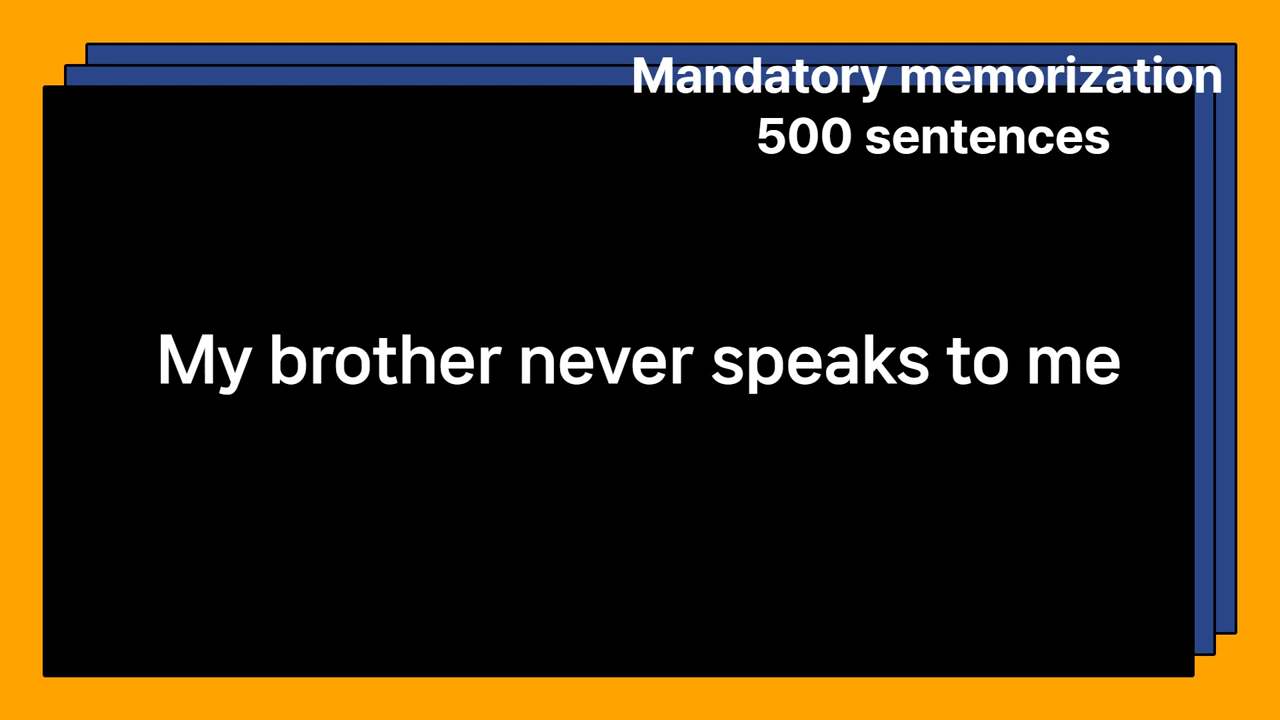 Mandatory memorization
500 sentences
My brother never speaks to me